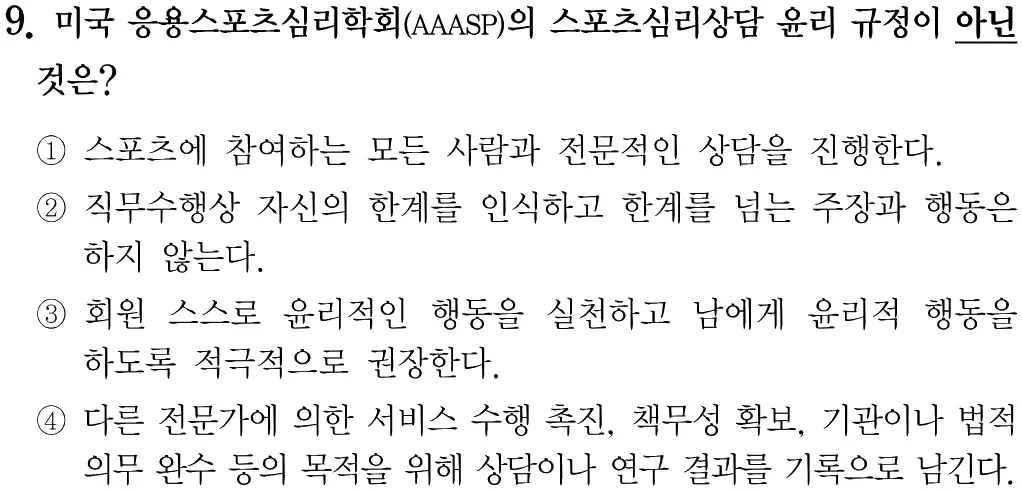 9. 미국 응용스포츠심리학회(AAASP)의 스포츠심리상담 윤리 규정이 아닌
것은?
① 스포츠에 참여하는 모든 사람과 전문적인 상담을 진행한다.
② 직무수행상 자신의 한계를 인식하고 한계를 넘는 주장과 행동은
하지 않는다.
③ 회원 스스로 윤리적인 행동을 실천하고 남에게 윤리적 행동을
하도록 적극적으로 권장한다.
④ 다른 전문가에 의한 서비스 수행 촉진, 책무성 확보, 기관이나 법적
의무 완수 등의 목적을 위해 상담이나 연구 결과를 기록으로 남긴다.